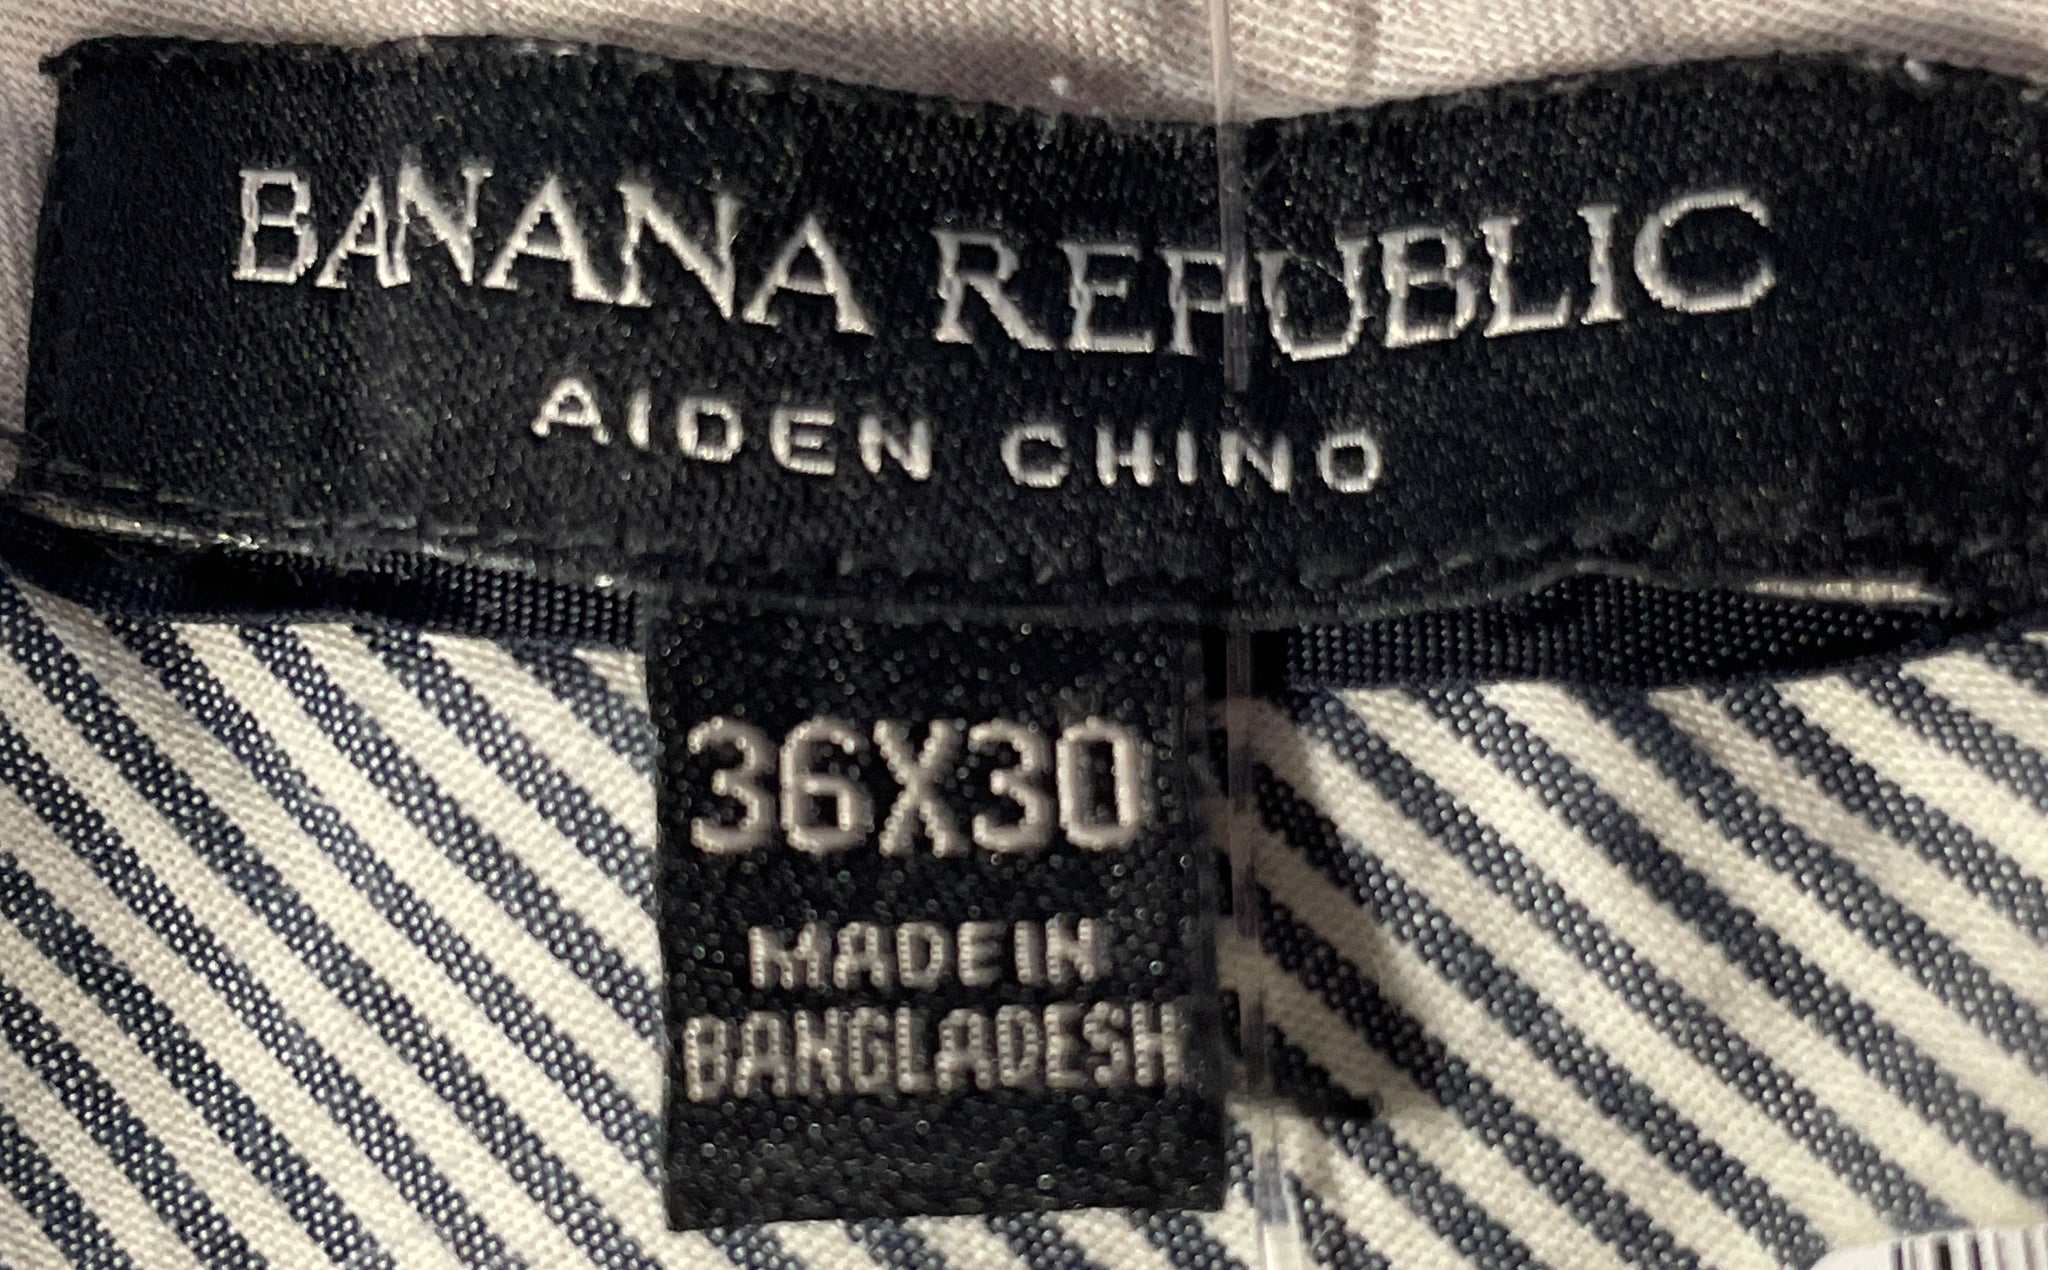 BANANA REPUBLIC
AIDEN CHINO
36X30
MADE IN
BANGLADESH